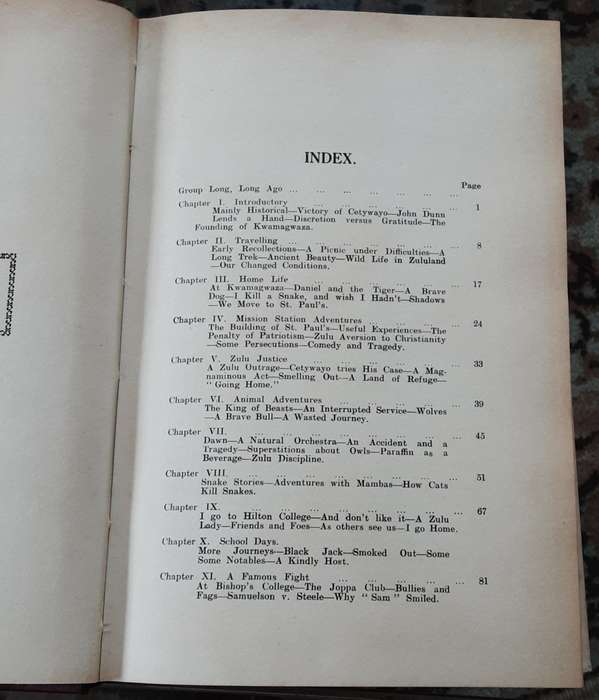 INDEX.
Page
Group Long, Long Ago ... ... ... ... ... ... ...
Chapter I. Introductory ... ... ... ... ... ... 1
Mainly Historical—Victory of Cetywayo—John Dunn
Lends a Hand—Discretion versus Gratitude—The
Founding of Kwamagwaza.
Chapter II. Travelling ... ... ... ... ... ... 8
Early Recollections—A Picnic under Difficulties—A
Long Trek—Ancient Beauty—Wild Life in Zululand
—Our Changed Conditions.
Chapter III. Home Life ... ... ... ... ... 17
At Kwamagwaza—Daniel and the Tiger—A Brave
Dog—I Kill a Snake, and wish I Hadn't—Shadows
—We Move to St. Paul's.
Chapter IV. Mission Station Adventures ... ... ... ... 24
The Building of St. Paul's—Useful Experiences—The
Penalty of Patriotism—Zulu Aversion to Christianity
—Some Persecutions—Comedy and Tragedy.
Chapter V. Zulu Justice ... ... ... ... ... 33
A Zulu Outrage—Cetywayo tries His Case—A Mag-
naminous Act—Smelling Out—A Land of Refuge—
"Going Home."
Chapter VI. Animal Adventures ... ... ... ... ... 39
The King of Beasts—An Interrupted Service—Wolves
—A Brave Bull—A Wasted Journey.
Chapter VII. ... ... ... ... ... ... ... 45
Dawn—A Natural Orchestra—An Accident and a
Tragedy—Superstitions about Owls—Paraffin as a
Beverage—Zulu Discipline.
Chapter VIII. ... ... ... ... ... ... ... 51
Snake Stories—Adventures with Mambas—How Cats
Kill Snakes.
Chapter IX. ... ... ... ... ... ... ... 67
I go to Hilton College—And don't like it—A Zulu
Lady—Friends and Foes—As others see us—I go Home.
Chapter X. School Days.
More Journeys—Black Jack—Smoked Out—Some
Some Notables—A Kindly Host.
Chapter XI. A Famous Fight ... ... ... ... ... 81
At Bishop's College—The Joppa Club—Bullies and
Fags—Samuelson v. Steele—Why "Sam" Smiled.